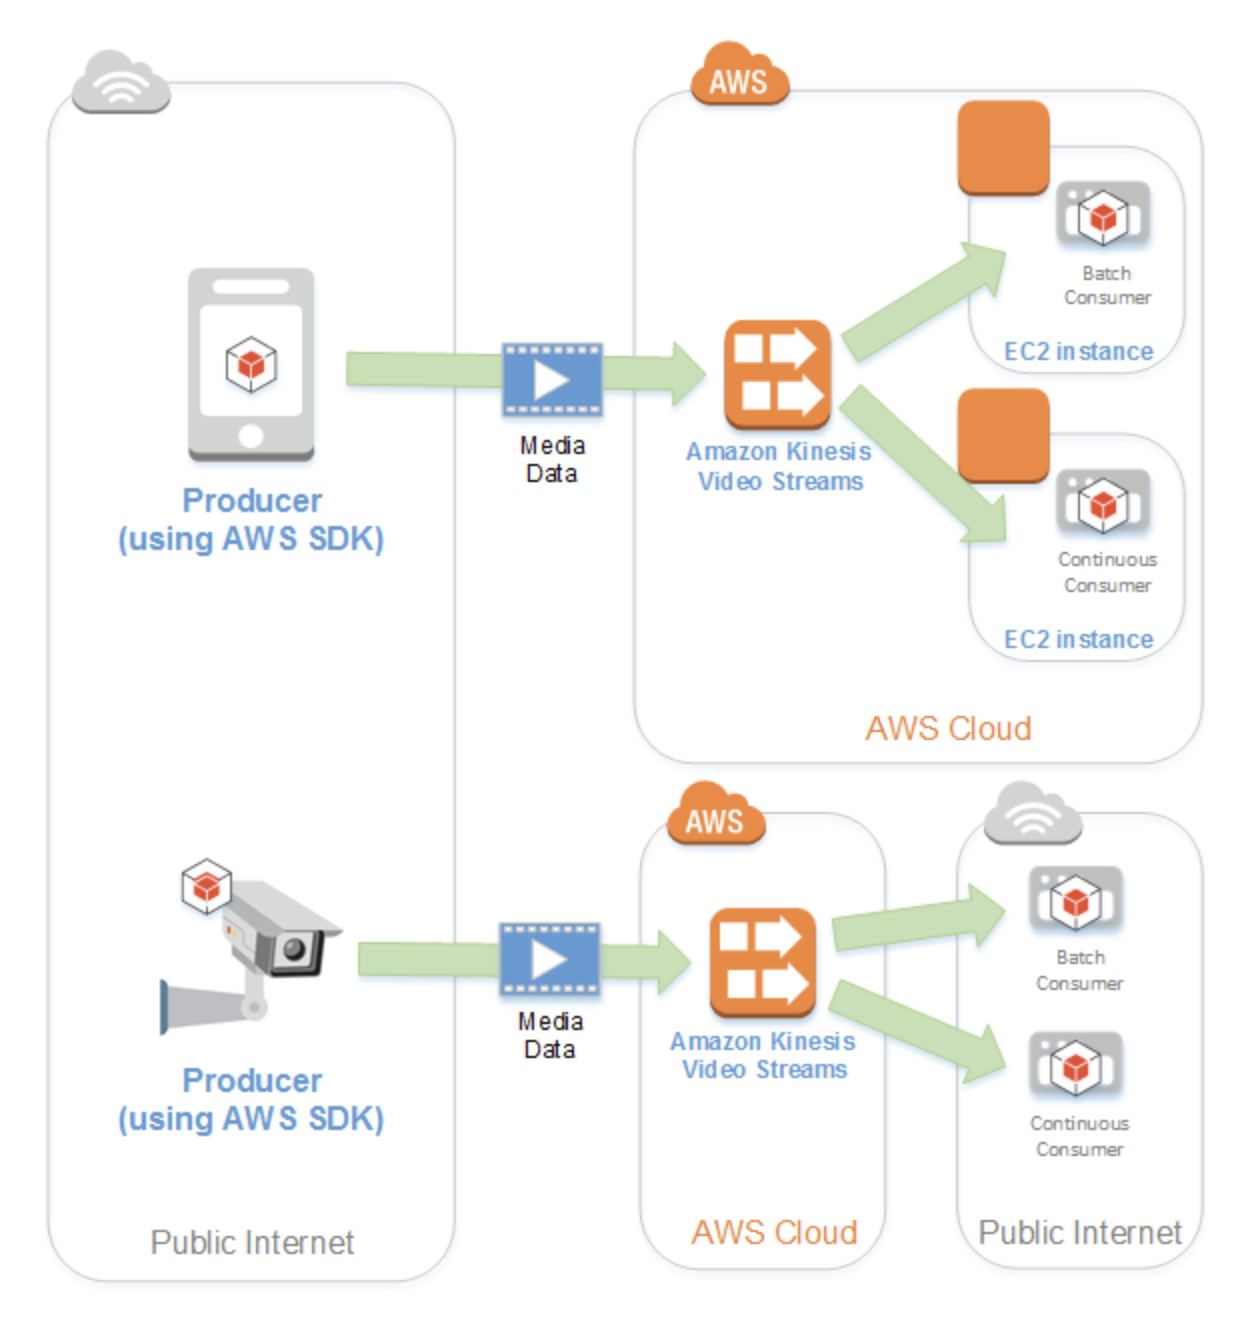 AWS
Batch
Consumer
EC2 instance
Media
Data
Amazon Kinesis
Video Streams
Producer
(using AWS SDK)
Continuous
Consumer
EC2 instance
AWS Cloud
AWS
Batch
Consumer
Media
Data
Amazon Kinesis
Video Streams
Producer
(using AWS SDK)
Continuous
Consumer
Public Internet
AWS Cloud
Public Internet